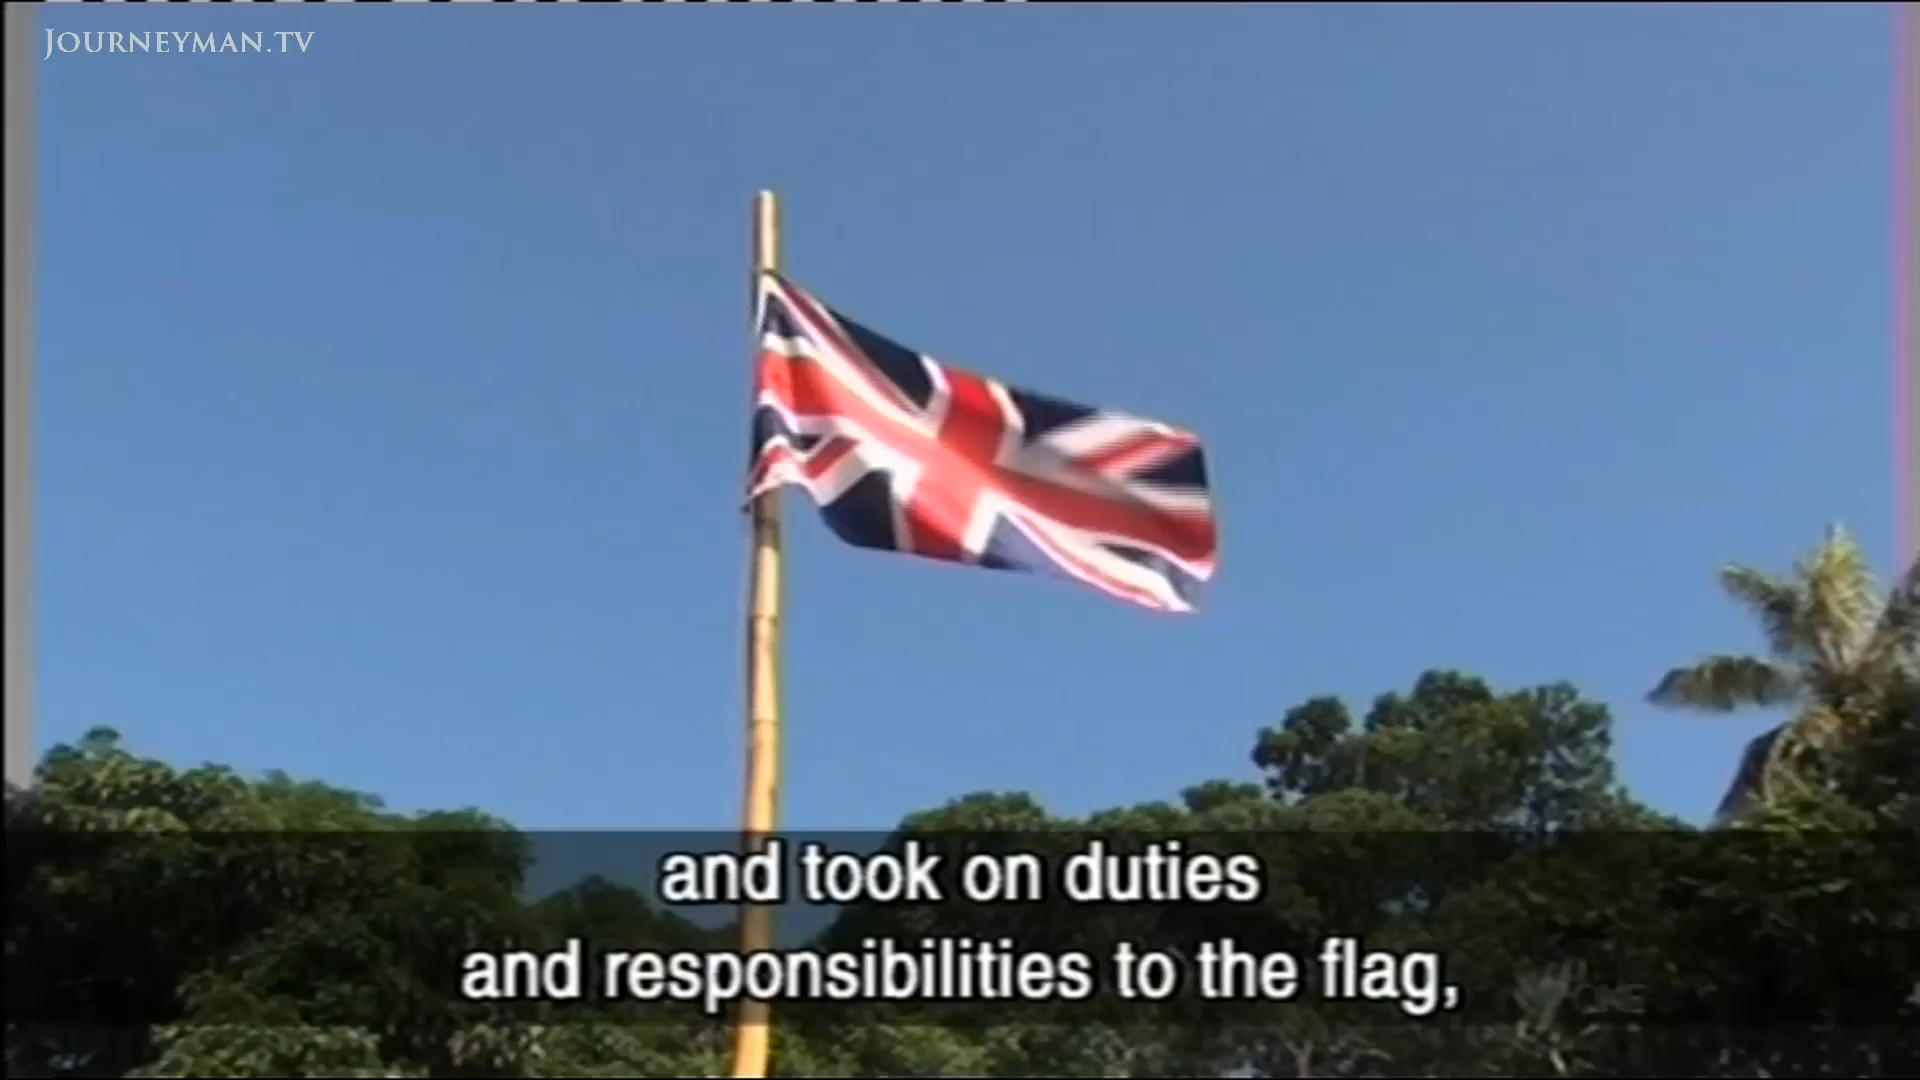 JOURNEYMAN.TV
and took on duties
and responsibilities to the flag,